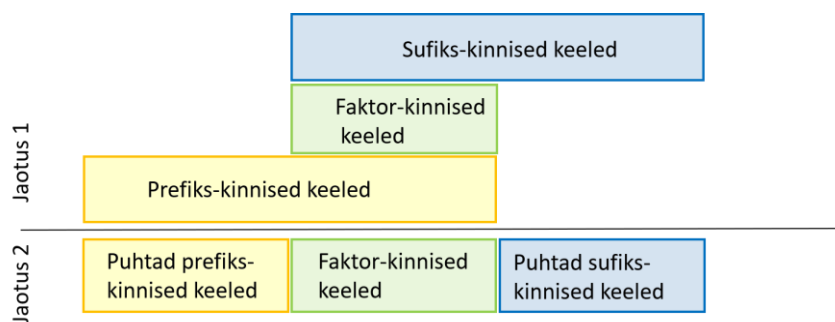 Sufiks-kinnised keeled
Faktor-kinnised
keeled
Jaotus 1
Prefiks-kinnised keeled
Jaotus 2
Puhtad prefiks-
kinnised keeled
Faktor-kinnised
keeled
Puhtad sufiks-
kinnised keeled